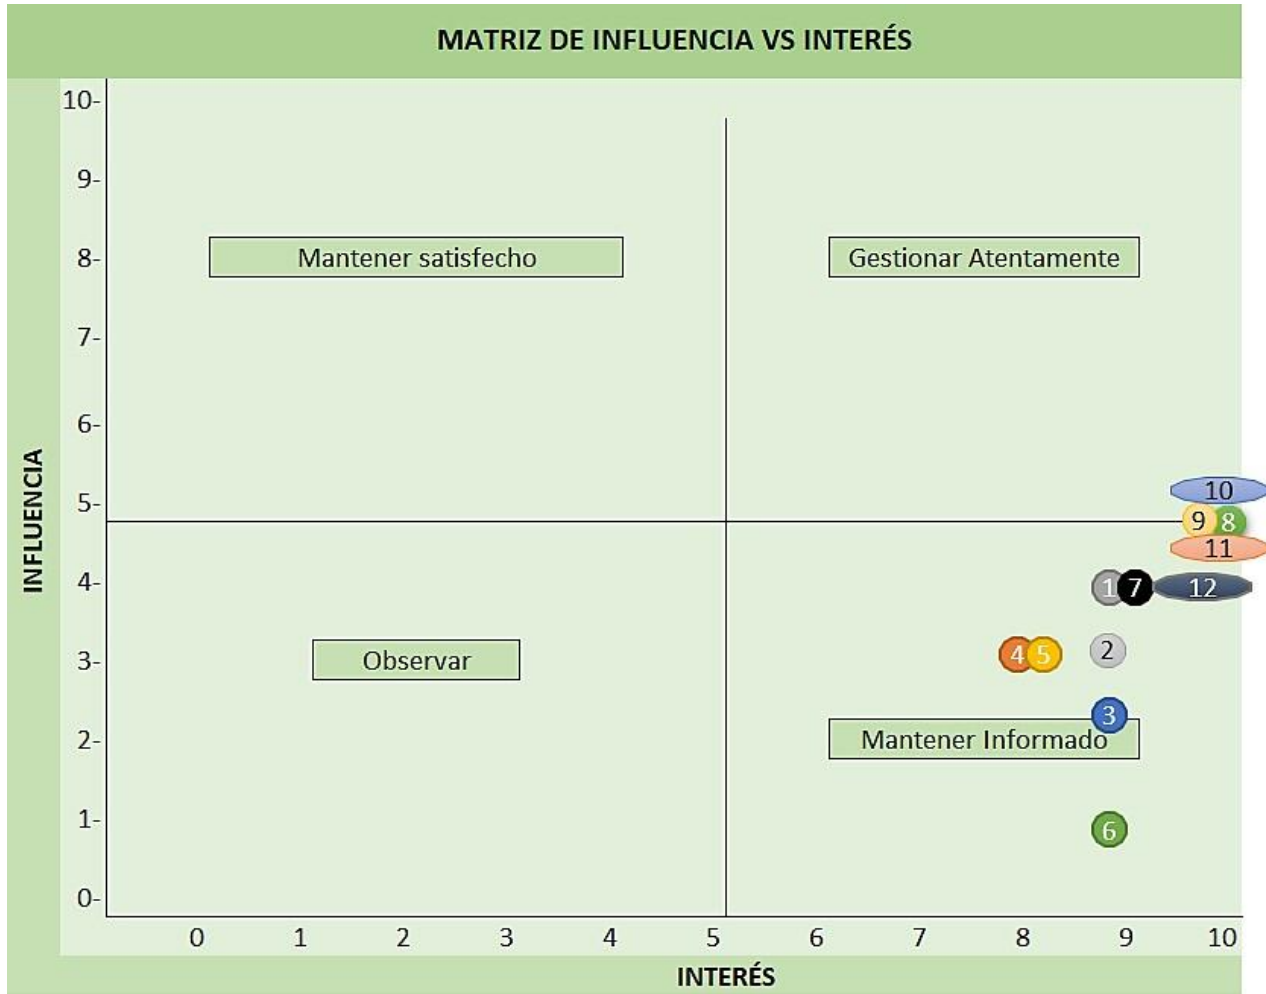 MATRIZ DE INFLUENCIA VS INTERÉS
INFLUENCIA
10-
9-
8-
Mantener satisfecho
Gestionar Atentamente
7-
6-
5-
10
9 8
11
4-
1 7 12
3-
Observar
4 5
2
3
2-
Mantener Informado
1-
6
0-
0 1 2 3 4 5 6 7 8 9 10
INTERÉS